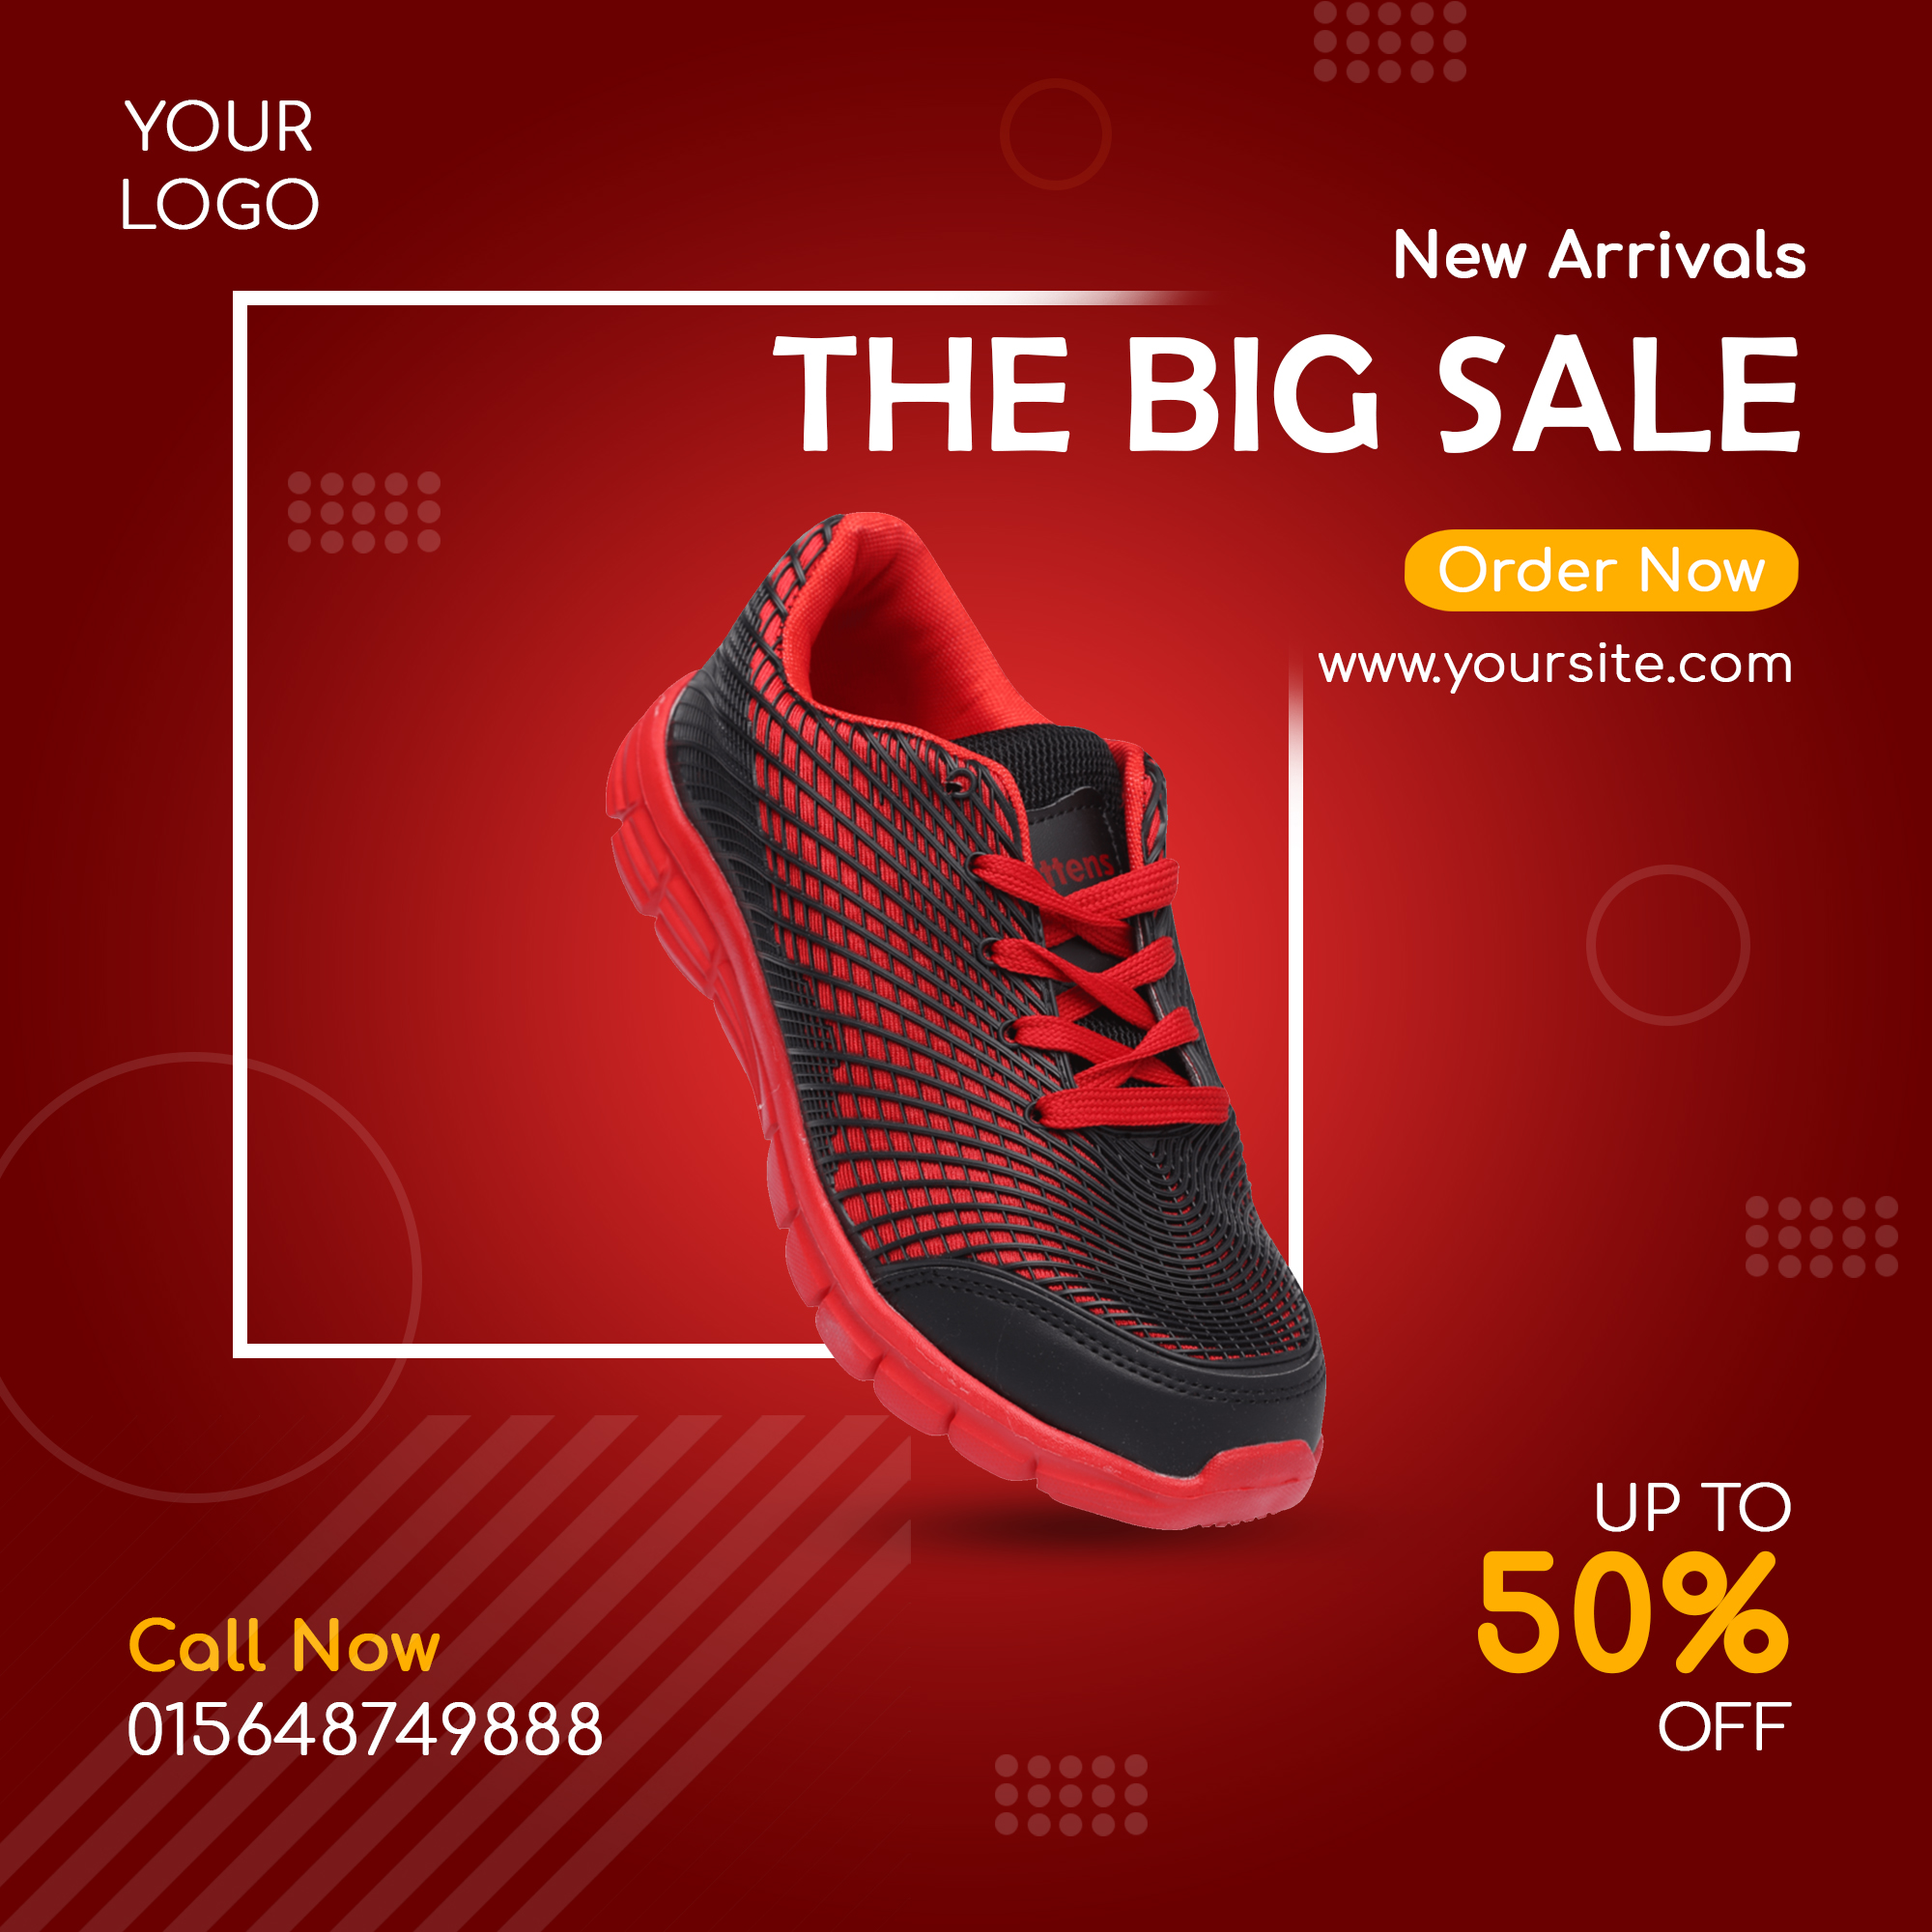 YOUR
LOGO
New Arrivals
THE BIG SALE
Order Now
www.yoursite.com
UP TO
50%
OFF
Call Now
015648749888